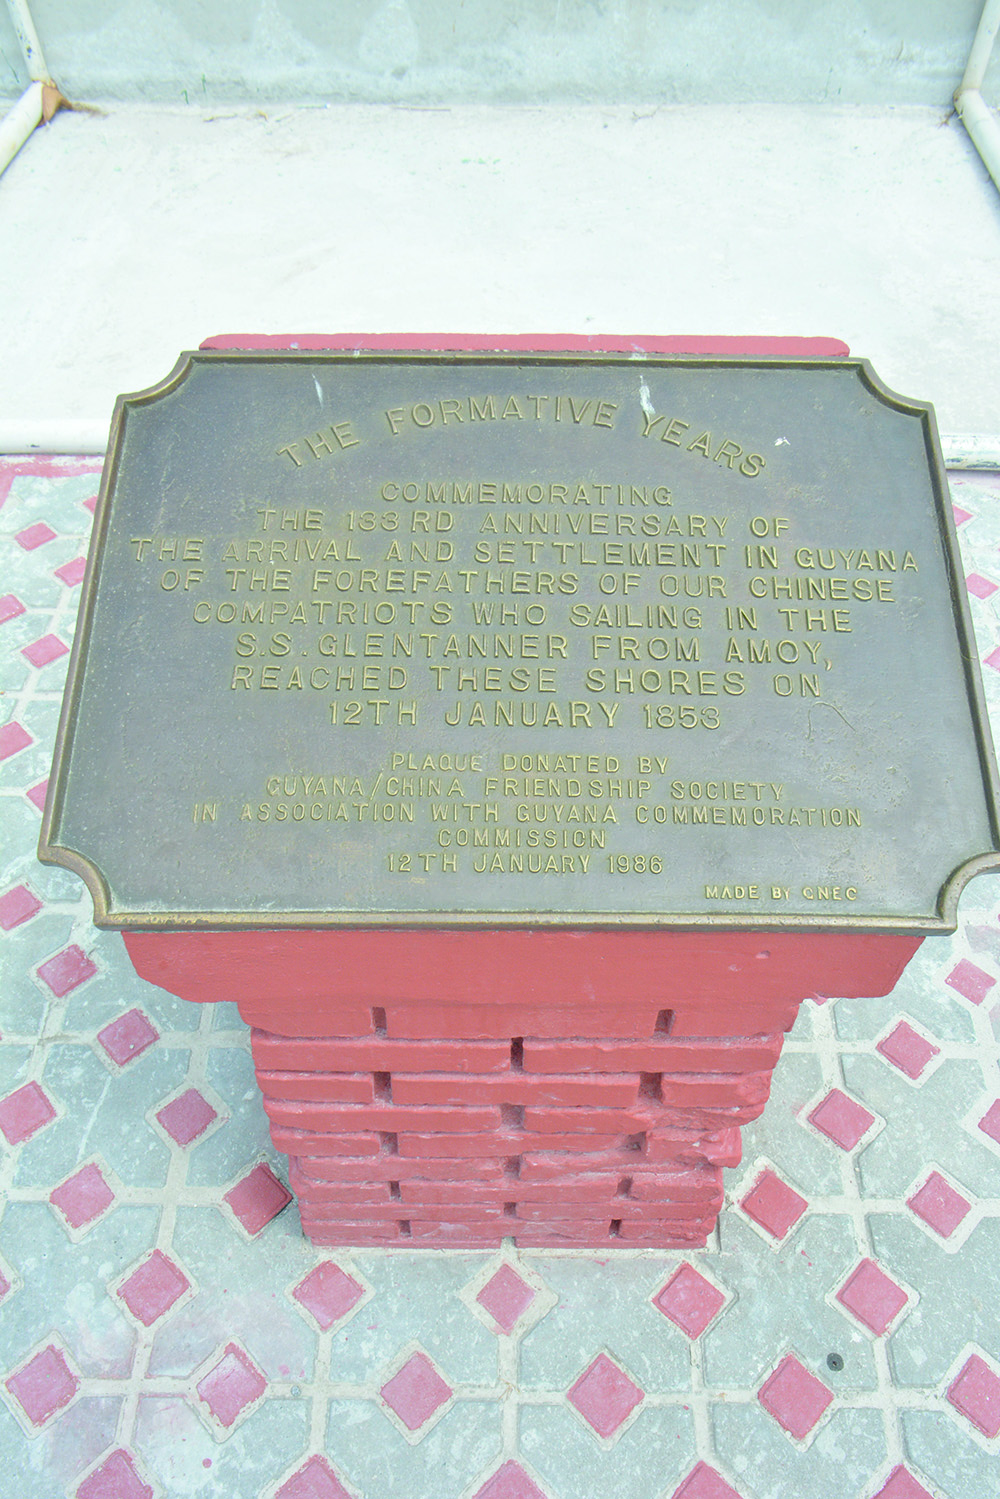 THE FORMATIVE YEARS
COMMEMORATING
THE 133RD ANNIVERSARY OF
THE ARRIVAL AND SETTLEMENT IN GUYANA
OF THE FOREFATHERS OF OUR CHINESE
COMPATRIOTS WHO SAILING IN THE
S.S. GLENTANNER FROM AMOY,
REACHED THESE SHORES ON
12TH JANUARY 1853
PLAQUE DONATED BY
GUYANA/CHINA FRIENDSHIP SOCIETY
IN ASSOCIATION WITH GUYANA COMMEMORATION
COMMISSION
12TH JANUARY 1986
MADE BY GNEC